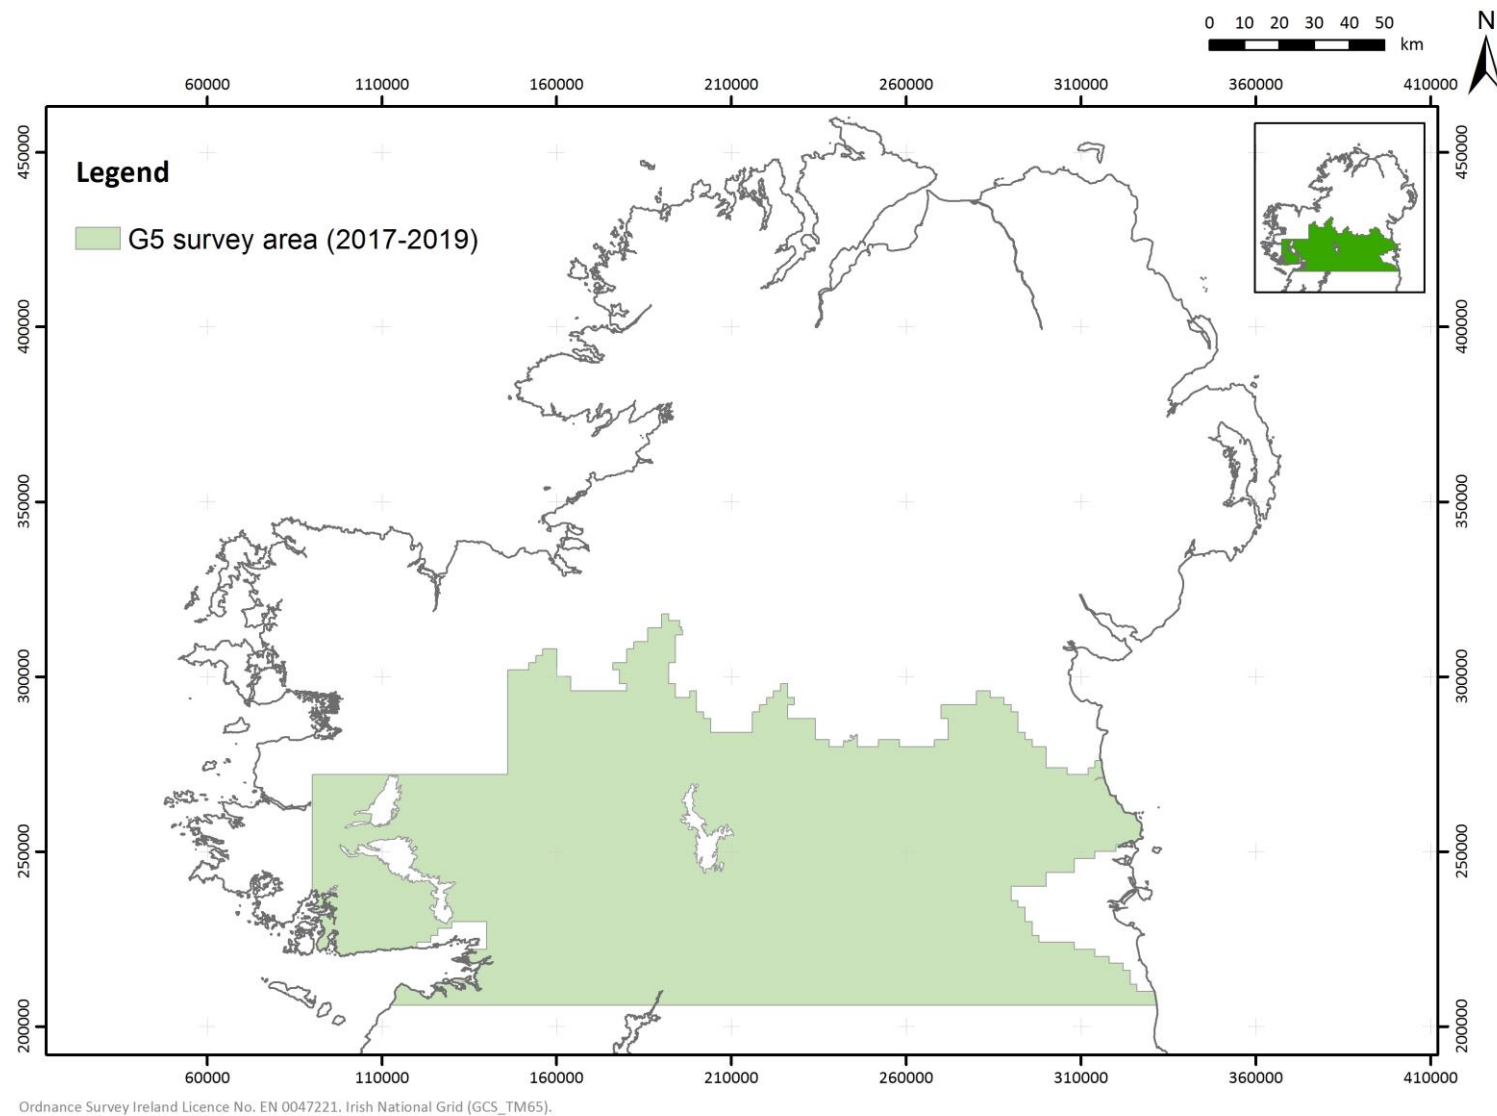 0 10 20 30 40 50
km
N
60000 110000 160000 210000 260000 310000 360000 410000
450000 450000
Legend
G5 survey area (2017-2019)
400000 400000
350000 350000
300000 300000
250000 250000
200000 200000
60000 110000 160000 210000 260000 310000 360000 410000
Ordnance Survey Ireland Licence No. EN 0047221. Irish National Grid (GCS_TM65).